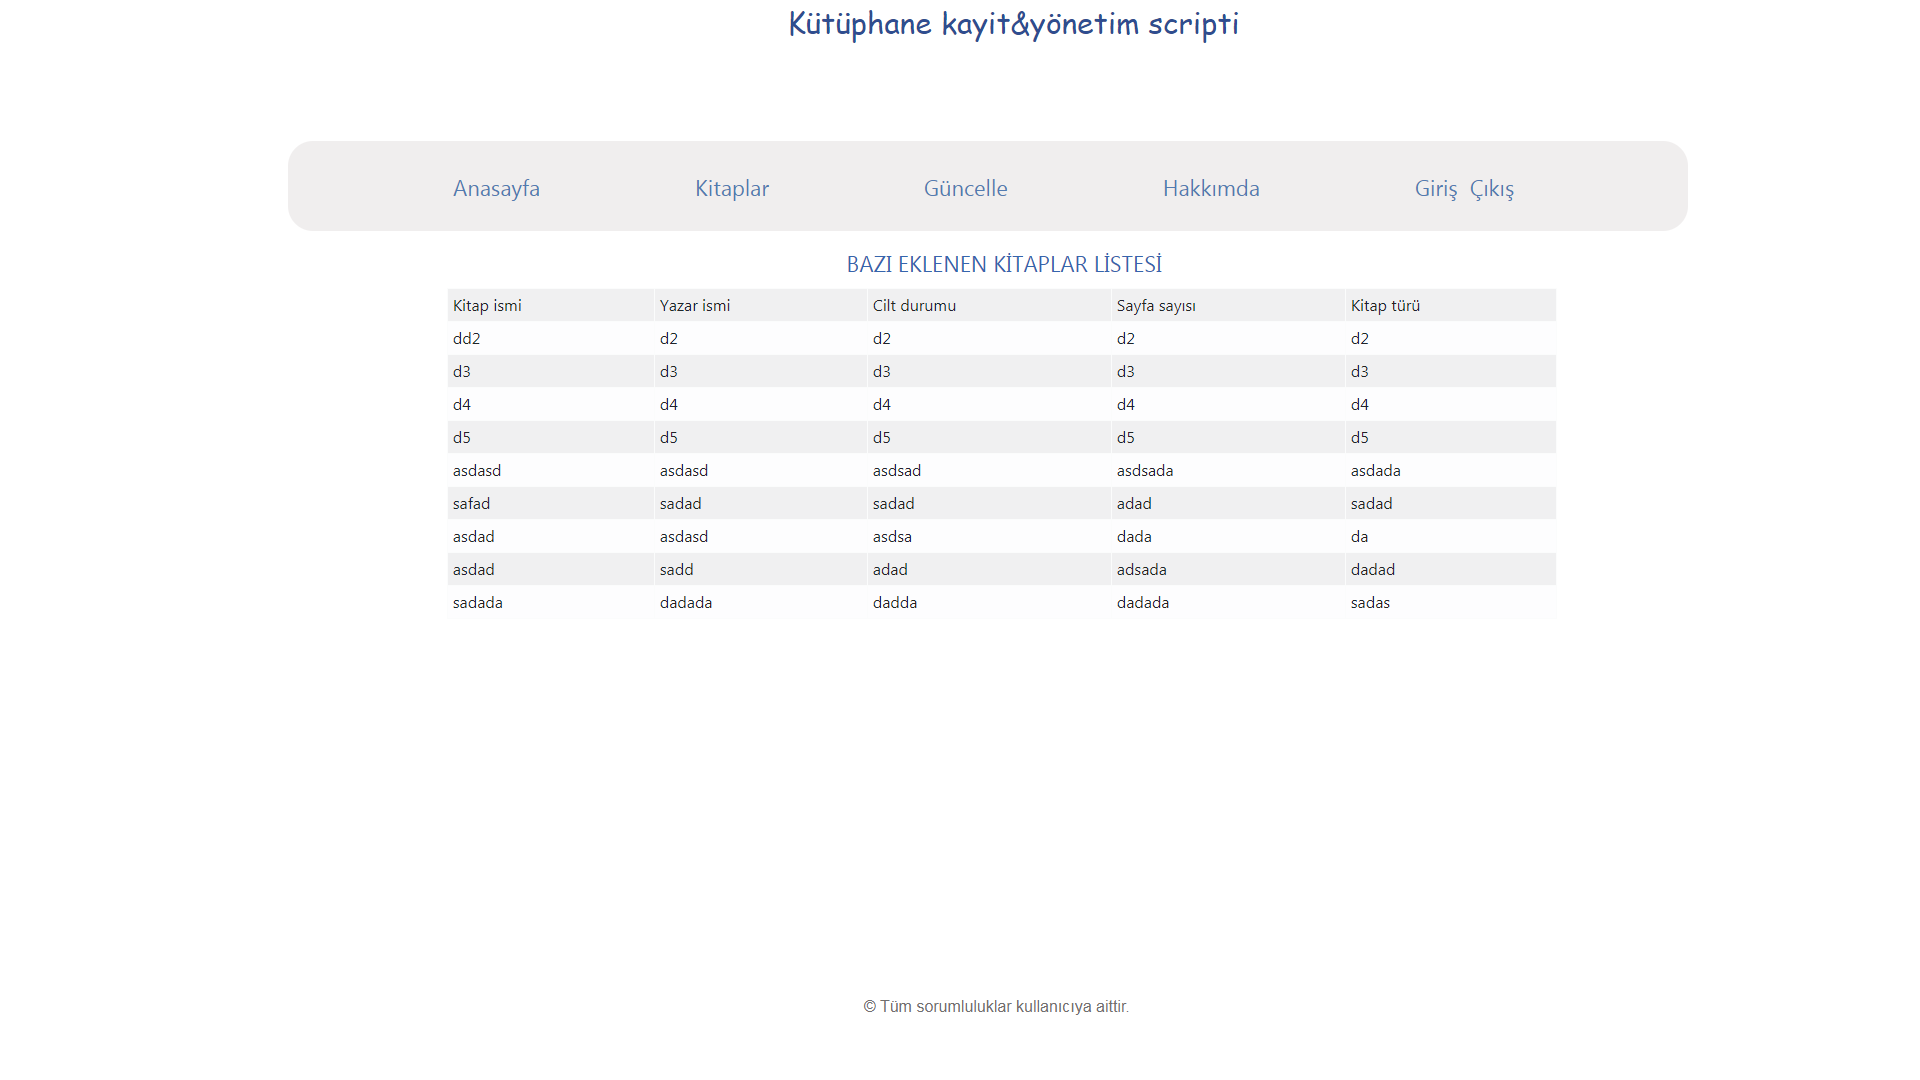 Kütüphane kayit&yönetim scripti
Anasayfa Kitaplar Güncelle Hakkımda Giriş Çıkış
BAZI EKLENEN KİTAPLAR LİSTESİ
Kitap ismi Yazar ismi Cilt durumu Sayfa sayısı Kitap türü
dd2 d2 d2 d2 d2
d3 d3 d3 d3 d3
d4 d4 d4 d4 d4
d5 d5 d5 d5 d5
asdasd asdasd asdsad asdsada asdada
safad sadad sadad adad sadad
asdad asdasd asdsa dada da
asdad sadd adad adsada dadad
sadada dadada dadda dadada sadas
© Tüm sorumluluklar kullanıcıya aittir.